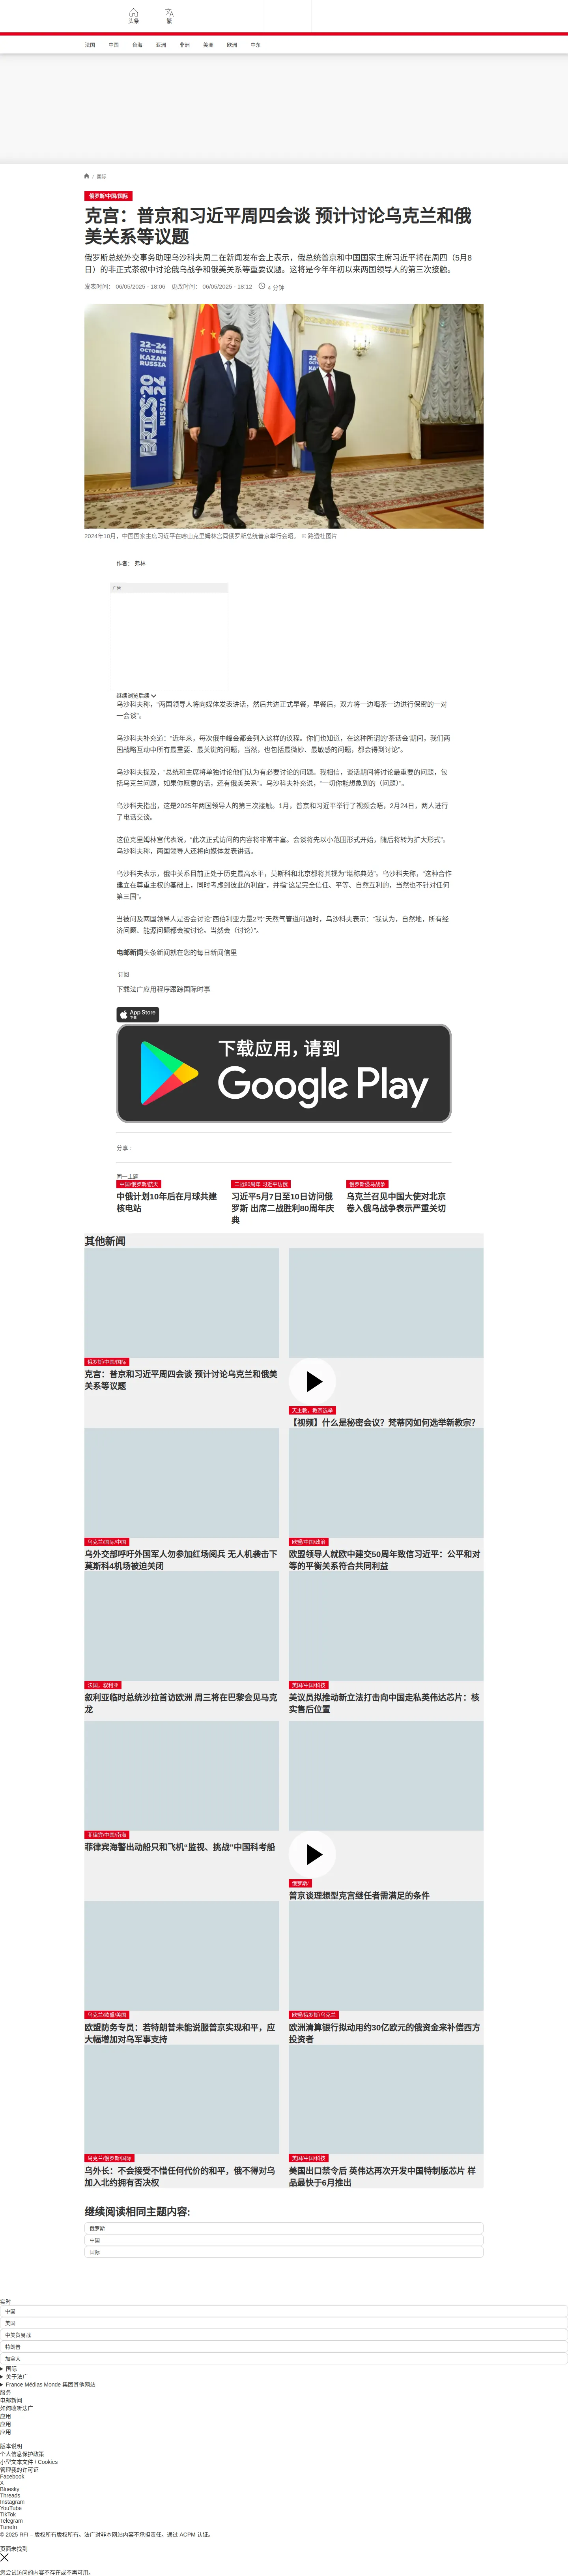 头条
繁
法国 中国 台海 亚洲 非洲 美洲 欧洲 中东
/ 国际
俄罗斯/中国/国际
克宫：普京和习近平周四会谈 预计讨论乌克兰和俄
美关系等议题
俄罗斯总统外交事务助理乌沙科夫周二在新闻发布会上表示，俄总统普京和中国国家主席习近平将在周四（5月8
日）的非正式茶叙中讨论俄乌战争和俄美关系等重要议题。这将是今年年初以来两国领导人的第三次接触。
发表时间： 06/05/2025 - 18:06 更改时间： 06/05/2025 - 18:12 4 分钟
22–24
OCTOBER
KAZAN
RUSSIA
BRICS 2024
22–24
OCTOBER
KAZAN
RUSSIA
2024年10月，中国国家主席习近平在喀山克里姆林宫同俄罗斯总统普京举行会晤。 © 路透社图片
作者： 弗林
广告
继续浏览后续
乌沙科夫称，“两国领导人将向媒体发表讲话，然后共进正式早餐，早餐后，双方将一边喝茶一边进行保密的一对
一会谈”。
乌沙科夫补充道：“近年来，每次俄中峰会都会列入这样的议程。你们也知道，在这种所谓的‘茶话会’期间，我们两
国战略互动中所有最重要、最关键的问题，当然，也包括最微妙、最敏感的问题，都会得到讨论”。
乌沙科夫提及，“总统和主席将单独讨论他们认为有必要讨论的问题。我相信，谈话期间将讨论最重要的问题，包
括乌克兰问题，如果你愿意的话，还有俄美关系”。乌沙科夫补充说，“一切你能想象到的（问题）”。
乌沙科夫指出，这是2025年两国领导人的第三次接触。1月，普京和习近平举行了视频会晤，2月24日，两人进行
了电话交谈。
这位克里姆林宫代表说，“此次正式访问的内容将非常丰富。会谈将先以小范围形式开始，随后将转为扩大形式”。
乌沙科夫称，两国领导人还将向媒体发表讲话。
乌沙科夫表示，俄中关系目前正处于历史最高水平，莫斯科和北京都将其视为“堪称典范”。乌沙科夫称，“这种合作
建立在尊重主权的基础上，同时考虑到彼此的利益”，并指“这是完全信任、平等、自然互利的，当然也不针对任何
第三国”。
当被问及两国领导人是否会讨论“西伯利亚力量2号”天然气管道问题时，乌沙科夫表示：“我认为，自然地，所有经
济问题、能源问题都会被讨论。当然会（讨论）”。
电邮新闻头条新闻就在您的每日新闻信里
订阅
下载法广应用程序跟踪国际时事
App Store
下载
下载应用，请到
Google Play
分享 :
同一主题
中国/俄罗斯/航天
中俄计划10年后在月球共建
核电站
二战80周年 习近平访俄
习近平5月7日至10日访问俄
罗斯 出席二战胜利80周年庆
典
俄罗斯侵乌战争
乌克兰召见中国大使对北京
卷入俄乌战争表示严重关切
其他新闻
俄罗斯/中国/国际
克宫：普京和习近平周四会谈 预计讨论乌克兰和俄美
关系等议题
天主教、教宗选举
【视频】什么是秘密会议？梵蒂冈如何选举新教宗?
乌克兰/国际/中国
乌外交部呼吁外国军人勿参加红场阅兵 无人机袭击下
莫斯科4机场被迫关闭
欧盟/中国/政治
欧盟领导人就欧中建交50周年致信习近平：公平和对
等的平衡关系符合共同利益
法国、叙利亚
叙利亚临时总统沙拉首访欧洲 周三将在巴黎会见马克
龙
美国/中国/科技
美议员拟推动新立法打击向中国走私英伟达芯片：核
实售后位置
菲律宾/中国/南海
菲律宾海警出动船只和飞机“监视、挑战”中国科考船
俄罗斯/
普京谈理想型克宫继任者需满足的条件
乌克兰/欧盟/美国
欧盟防务专员：若特朗普未能说服普京实现和平，应
大幅增加对乌军事支持
欧盟/俄罗斯/乌克兰
欧洲清算银行拟动用约30亿欧元的俄资金来补偿西方
投资者
乌克兰/俄罗斯/国际
乌外长：不会接受不惜任何代价的和平，俄不得对乌
加入北约拥有否决权
美国/中国/科技
美国出口禁令后 英伟达再次开发中国特制版芯片 样
品最快于6月推出
继续阅读相同主题内容:
俄罗斯
中国
国际
实时
中国
美国
中美贸易战
特朗普
加拿大
国际
关于法广
France Médias Monde 集团其他网站
服务
电邮新闻
如何收听法广
应用
应用
应用
版本说明
个人信息保护政策
小型文本文件 / Cookies
管理我的许可证
Facebook
X
Bluesky
Threads
Instagram
YouTube
TikTok
Telegram
TuneIn
© 2025 RFI – 版权所有版权所有。法广对非本网站内容不承担责任。通过 ACPM 认证。
页面未找到
您尝试访问的内容不存在或不再可用。